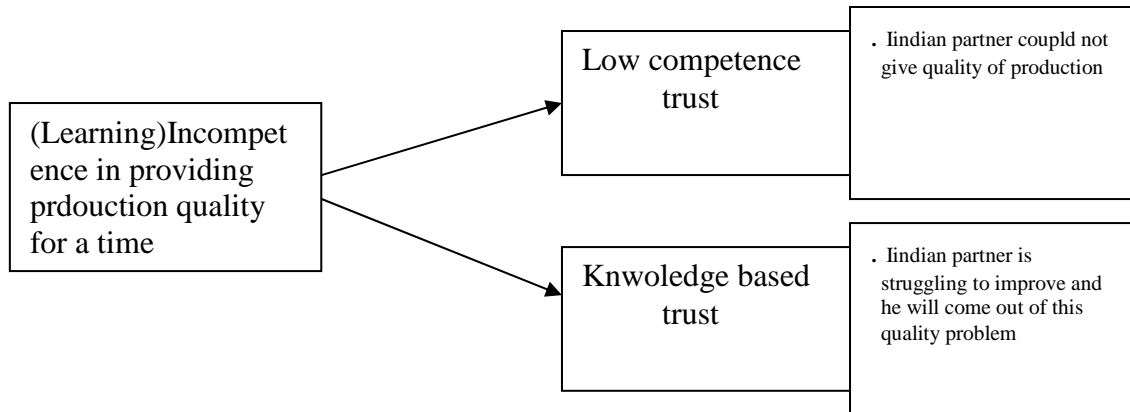 (Learning)Incompet
ence in providing
prdouction quality
for a time
Low competence
trust
. Iindian partner coupld not
give quality of production
Knwoledge based
trust
. Iindian partner is
struggling to improve and
he will come out of this
quality problem